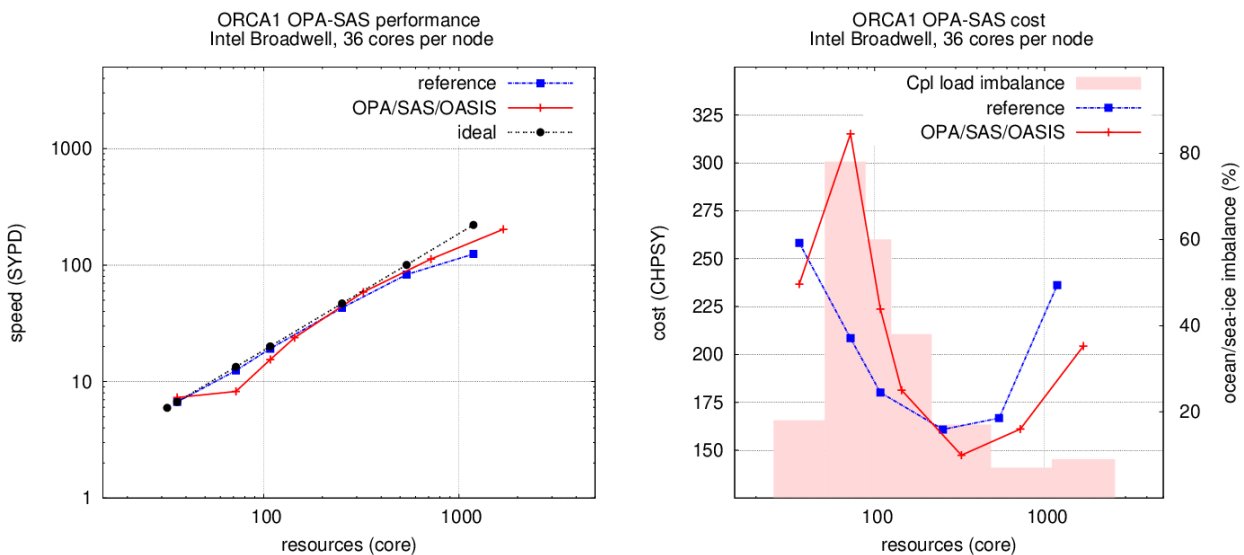 ORCA1 OPA-SAS performance
Intel Broadwell, 36 cores per node
reference
OPA/SAS/OASIS
ideal
1000
100
10
1
speed (SYPD)
100
1000
resources (core)
ORCA1 OPA-SAS cost
Intel Broadwell, 36 cores per node
Cpl load imbalance
reference
OPA/SAS/OASIS
325
300
275
250
225
200
175
150
cost (CHPSY)
80
60
40
20
ocean/sea-ice imbalance (%)
100
1000
resources (core)